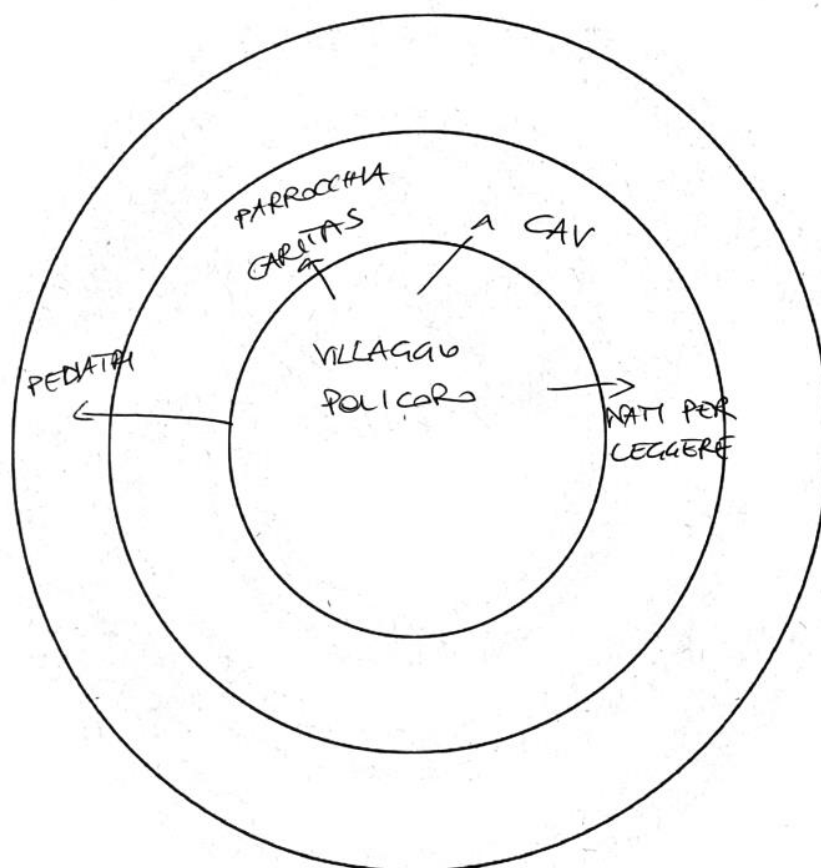 PARROCCHIA
CARITAS
CAV
PEDIATRI
VILLAGGIO
POLICORO
NATI PER
LEGGERE